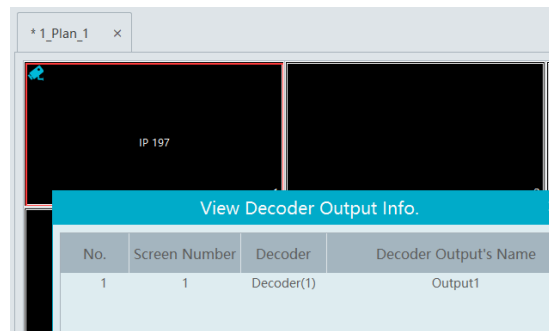 * 1_Plan_1 ×
IP 197
View Decoder Output Info.
No. Screen Number Decoder Decoder Output's Name
1 1 Decoder(1) Output1